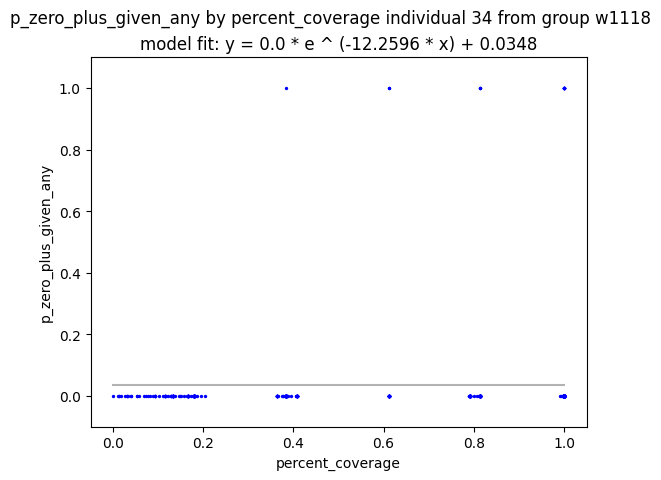 p_zero_plus_given_any by percent_coverage individual 34 from group w1118
model fit: y = 0.0 * e ^ (-12.2596 * x) + 0.0348
1.0
0.8
0.6
0.4
0.2
0.0
p_zero_plus_given_any
0.0 0.2 0.4 0.6 0.8 1.0
percent_coverage